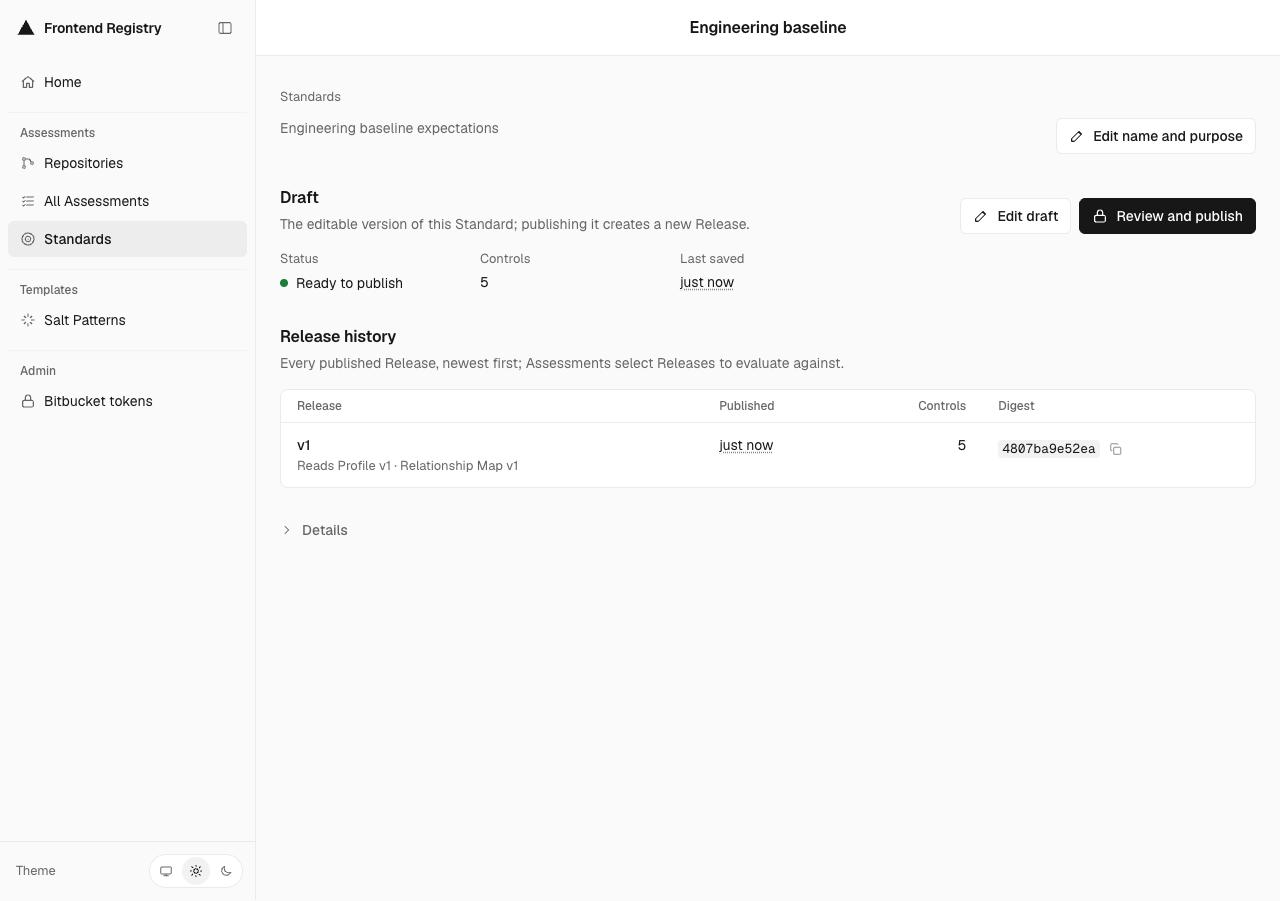 Frontend Registry
Home
Assessments
Repositories
All Assessments
Standards
Templates
Salt Patterns
Admin
Bitbucket tokens
Theme
Engineering baseline
Standards
Engineering baseline expectations
Edit name and purpose
Draft
The editable version of this Standard; publishing it creates a new Release.
Edit draft
Review and publish
Status
Controls
Last saved
Ready to publish
5
just now
Release history
Every published Release, newest first; Assessments select Releases to evaluate against.
Release Published Controls Digest
v1 just now 5 4807ba9e52ea
Reads Profile v1 · Relationship Map v1
Details